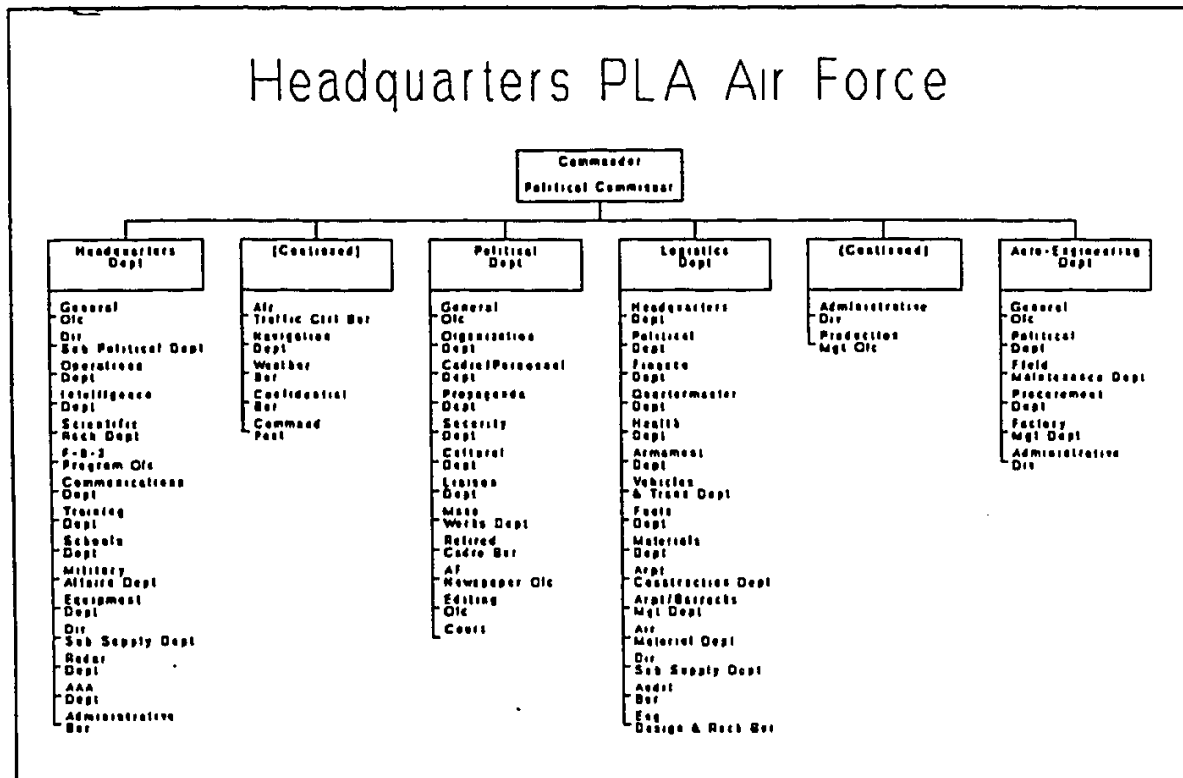 Headquarters PLA Air Force
Commander
Political Commissar
Headquarters
Dept
General
Ofc
Dir
Sub Political Dept
Operations
Dept
Intelligence
Dept
Scientific
Rsch Dept
F-8-2
Program Ofc
Communications
Dept
Training
Dept
Schools
Dept
Military
Affairs Dept
Equipment
Dept
Dir
Sub Supply Dept
Radar
Dept
AAA
Dept
Administrative
Bur
[Continued]
Air
Traffic Ctrl Bur
Navigation
Dept
Weather
Bur
Confidential
Bur
Command
Post
Political
Dept
General
Ofc
Organization
Dept
Cadre/Personnel
Dept
Propaganda
Dept
Security
Dept
Cultural
Dept
Liaison
Dept
Mass
Works Dept
Retired
Cadre Bur
AF
Newspaper Ofc
Editing
Ofc
Court
Logistics
Dept
Headquarters
Dept
Political
Dept
Finance
Dept
Quartermaster
Dept
Health
Dept
Armament
Dept
Vehicles
& Trans Dept
Fuels
Dept
Materials
Dept
Arpt
Construction Dept
Arpt/Barracks
Mgt Dept
Air
Material Dept
Dir
Sub Supply Dept
Audit
Bur
Eng
Design & Rsch Bur
[Continued]
Administrative
Div
Production
Mgt Ofc
Aero-Engineering
Dept
General
Ofc
Political
Dept
Field
Maintenance Dept
Procurement
Dept
Factory
Mgt Dept
Administrative
Div